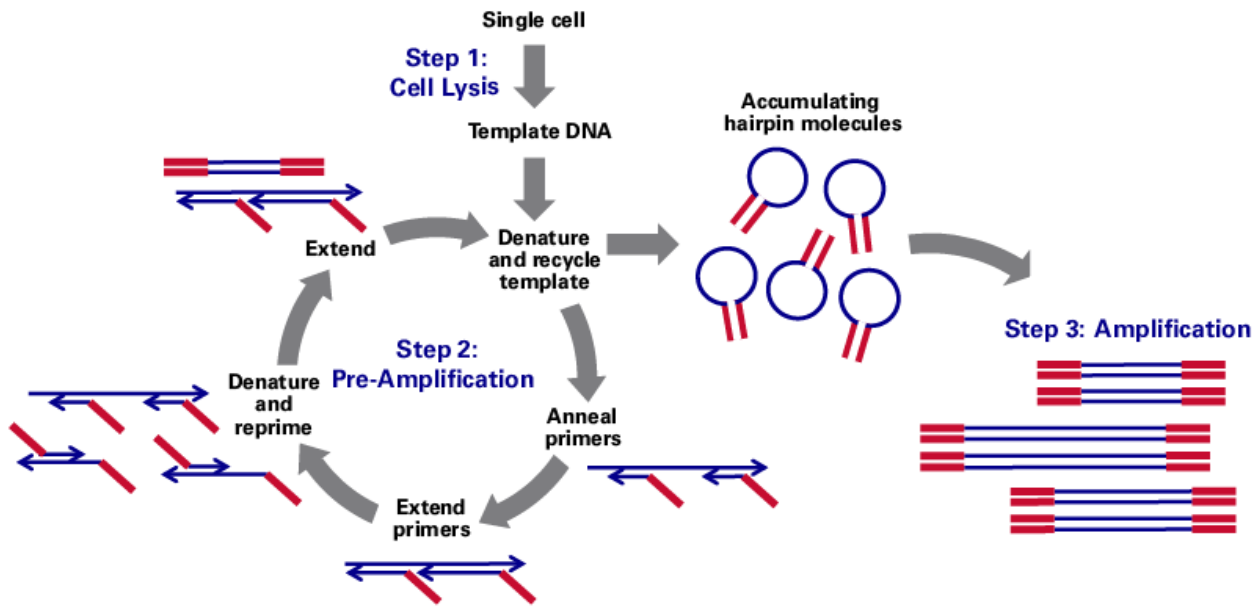 Single cell
Step 1:
Cell Lysis
Template DNA
Accumulating
hairpin molecules
Extend
Denature
and recycle
template
Step 3: Amplification
Step 2:
Pre-Amplification
Denature
and
reprime
Anneal
primers
Extend
primers